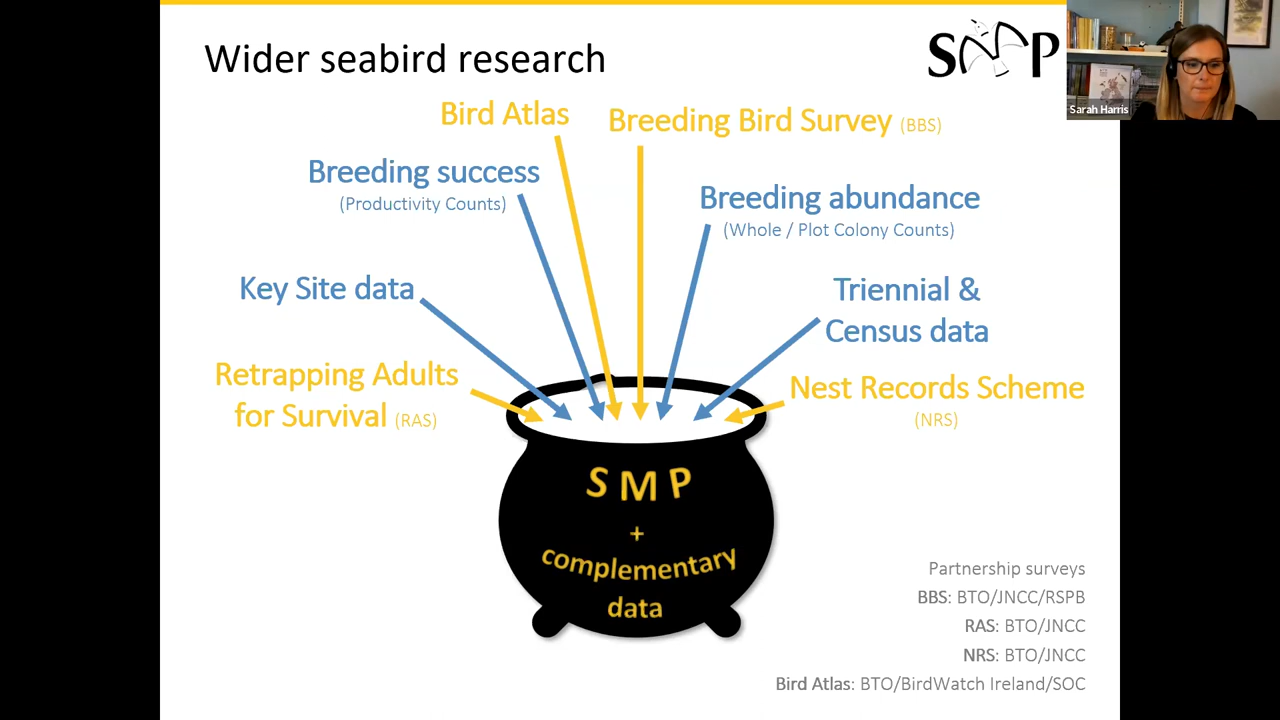 Wider seabird research
SMP
Sarah Harris
Bird Atlas
Breeding Bird Survey (BBS)
Breeding success
(Productivity Counts)
Breeding abundance
(Whole / Plot Colony Counts)
Key Site data
Triennial &
Census data
Retrapping Adults
for Survival (RAS)
Nest Records Scheme
(NRS)
S M P
+
complementary
data
Partnership surveys
BBS: BTO/JNCC/RSPB
RAS: BTO/JNCC
NRS: BTO/JNCC
Bird Atlas: BTO/BirdWatch Ireland/SOC